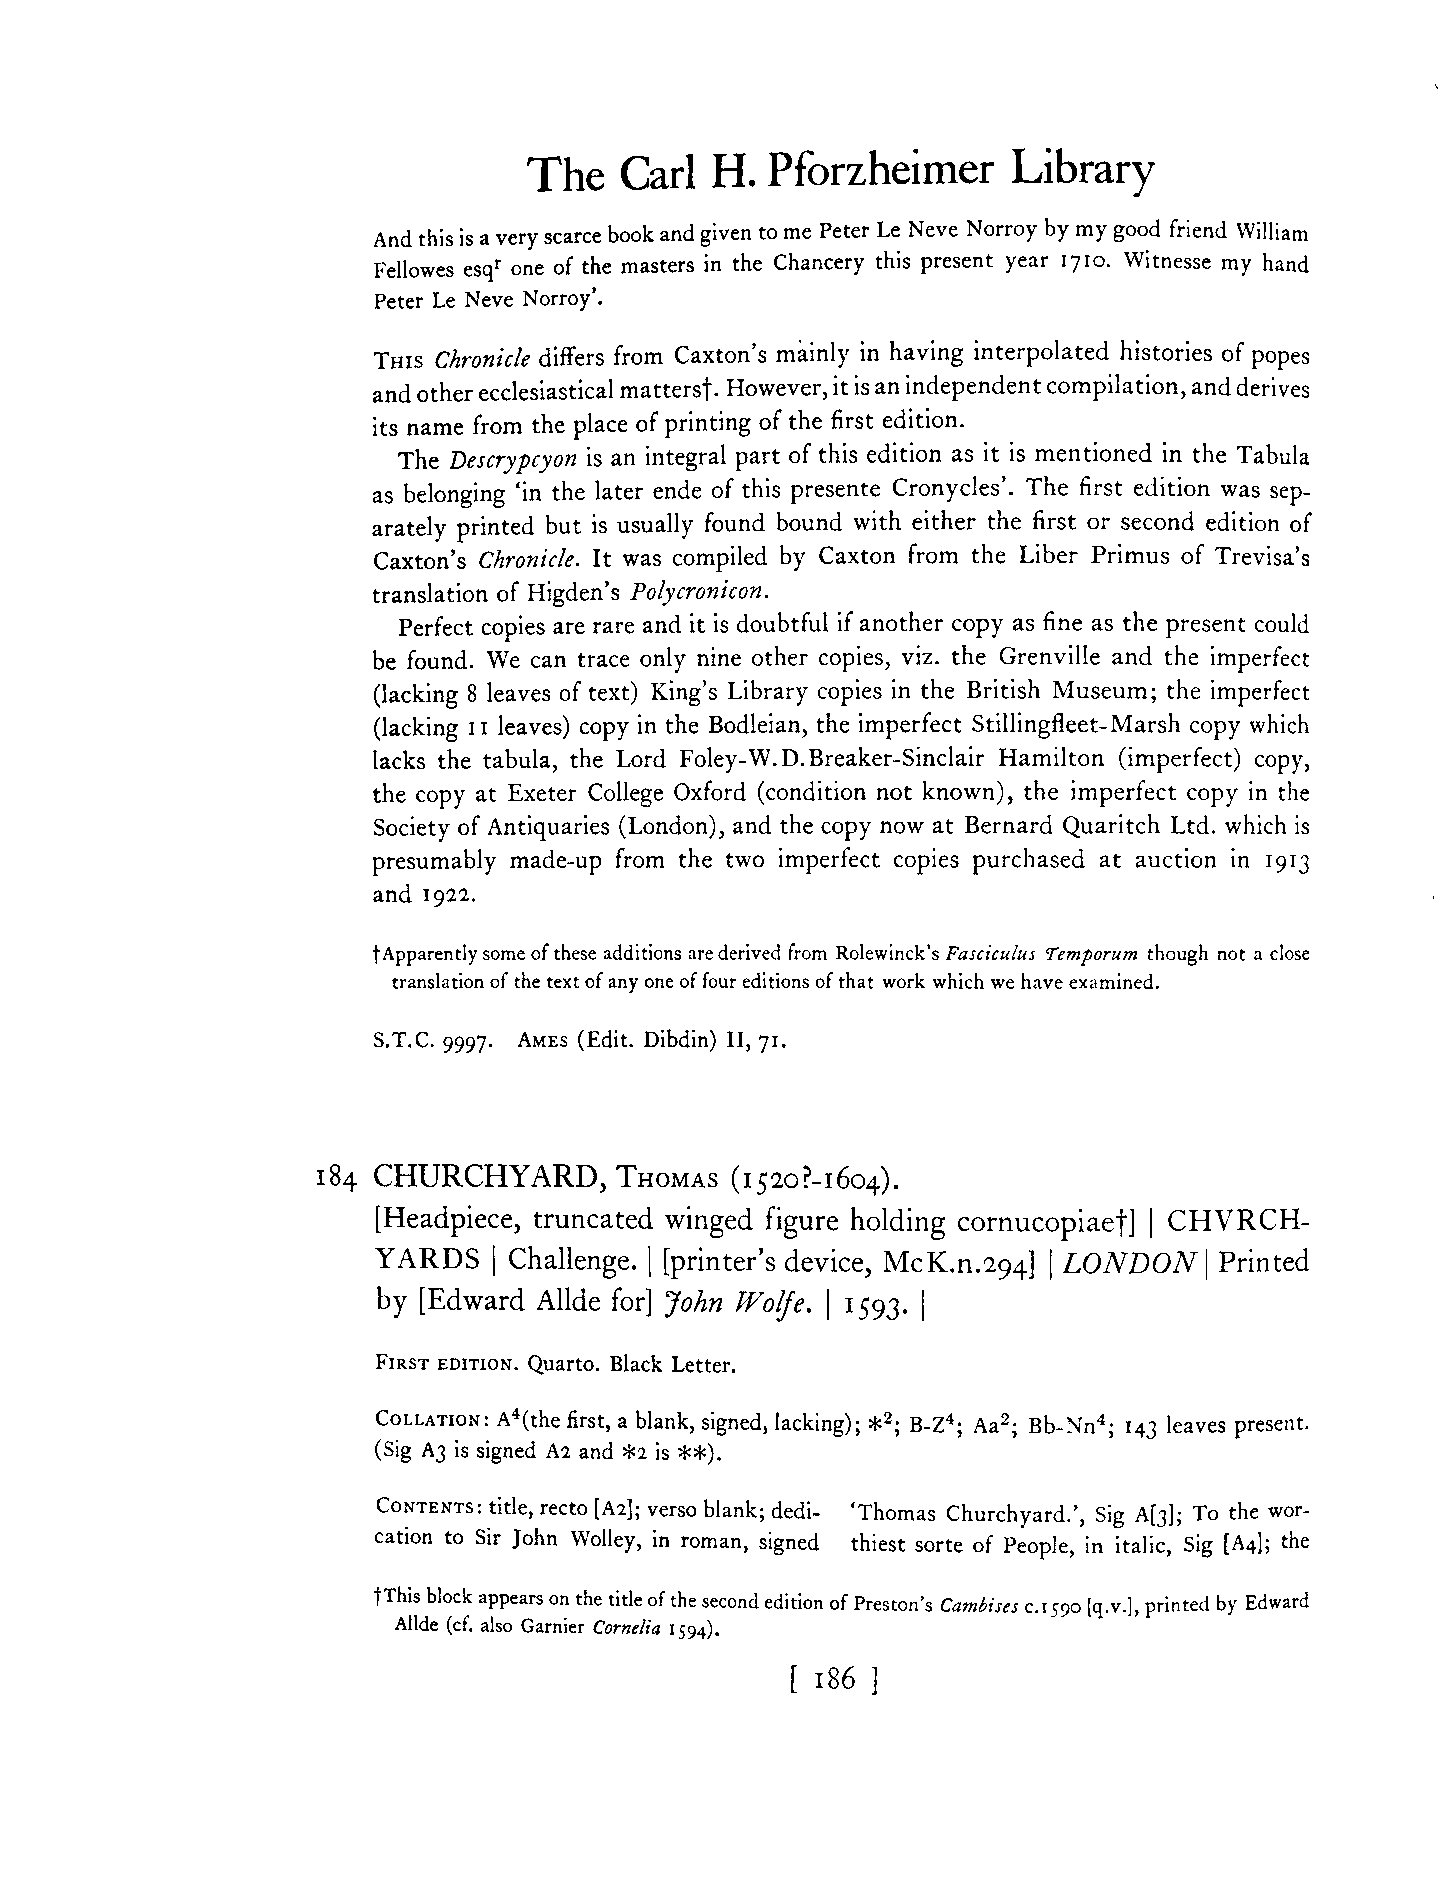 The Carl H. Pforzheimer Library
And this is a very scarce book and given to me Peter Le Neve Norroy by my good friend William
Fellowes esqʳ one of the masters in the Chancery this present year 1710. Witnesse my hand
Peter Le Neve Norroy’.
THIS Chronicle differs from Caxton’s mainly in having interpolated histories of popes
and other ecclesiastical matters†. However, it is an independent compilation, and derives
its name from the place of printing of the first edition.
The Descrypcyon is an integral part of this edition as it is mentioned in the Tabula
as belonging ‘in the later ende of this presente Cronycles’. The first edition was sep-
arately printed but is usually found bound with either the first or second edition of
Caxton’s Chronicle. It was compiled by Caxton from the Liber Primus of Trevisa’s
translation of Higden’s Polycronicon.
Perfect copies are rare and it is doubtful if another copy as fine as the present could
be found. We can trace only nine other copies, viz. the Grenville and the imperfect
(lacking 8 leaves of text) King’s Library copies in the British Museum; the imperfect
(lacking 11 leaves) copy in the Bodleian, the imperfect Stillingfleet-Marsh copy which
lacks the tabula, the Lord Foley-W.D.Breaker-Sinclair Hamilton (imperfect) copy,
the copy at Exeter College Oxford (condition not known), the imperfect copy in the
Society of Antiquaries (London), and the copy now at Bernard Quaritch Ltd. which is
presumably made-up from the two imperfect copies purchased at auction in 1913
and 1922.
†Apparently some of these additions are derived from Rolewinck’s Fasciculus Temporum though not a close
translation of the text of any one of four editions of that work which we have examined.
S.T.C. 9997. AMES (Edit. Dibdin) II, 71.
184 CHURCHYARD, THOMAS (1520?-1604).
[Headpiece, truncated winged figure holding cornucopiae†] | CHVRCH-
YARDS | Challenge. | [printer’s device, McK.n.294] | LONDON | Printed
by [Edward Allde for] John Wolfe. | 1593. |
FIRST EDITION. Quarto. Black Letter.
COLLATION: A⁴(the first, a blank, signed, lacking); *²; B-Z⁴; Aa²; Bb-Nn⁴; 143 leaves present.
(Sig A3 is signed A2 and *2 is **).
CONTENTS: title, recto [A2]; verso blank; dedi-
cation to Sir John Wolley, in roman, signed
‘Thomas Churchyard.’, Sig A[3]; To the wor-
thiest sorte of People, in italic, Sig [A4]; the
†This block appears on the title of the second edition of Preston’s Cambises c.1590 [q.v.], printed by Edward
Allde (cf. also Garnier Cornelia 1594).
[ 186 ]